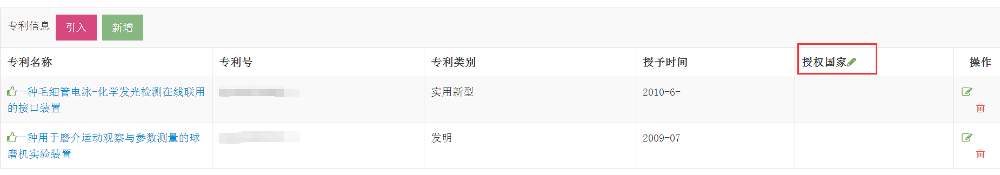 专利信息 引入 新增
专利名称 专利号 专利类别 授予时间 授权国家 操作
一种毛细管电泳-化学发光检测在线联用 实用新型 2010-6-
的接口装置
一种用于磨介运动观察与参数测量的球 发明 2009-07
磨机实验装置